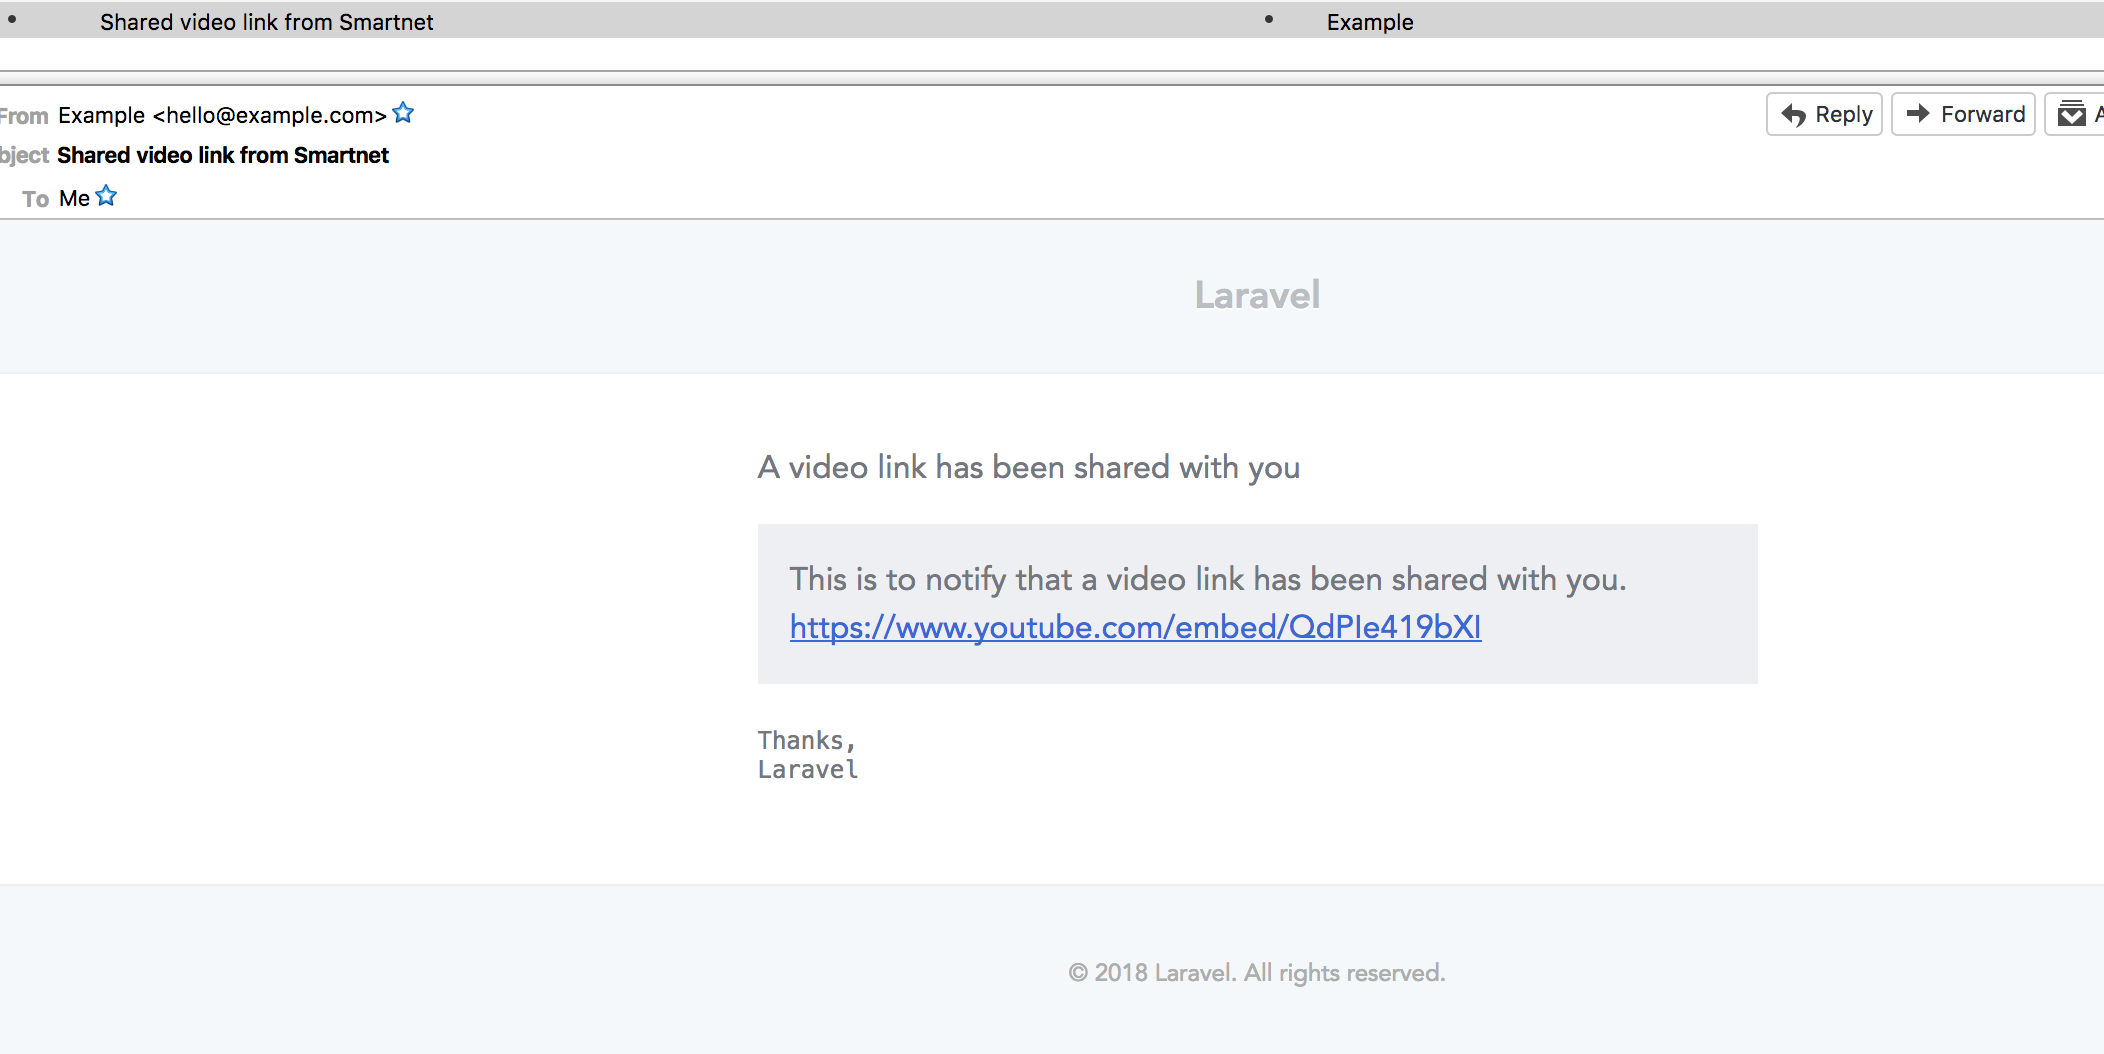 Shared video link from Smartnet Example
From Example <hello@example.com> Reply Forward A
bject Shared video link from Smartnet
To Me
Laravel
A video link has been shared with you
This is to notify that a video link has been shared with you.
https://www.youtube.com/embed/QdPIe419bXI
Thanks,
Laravel
© 2018 Laravel. All rights reserved.